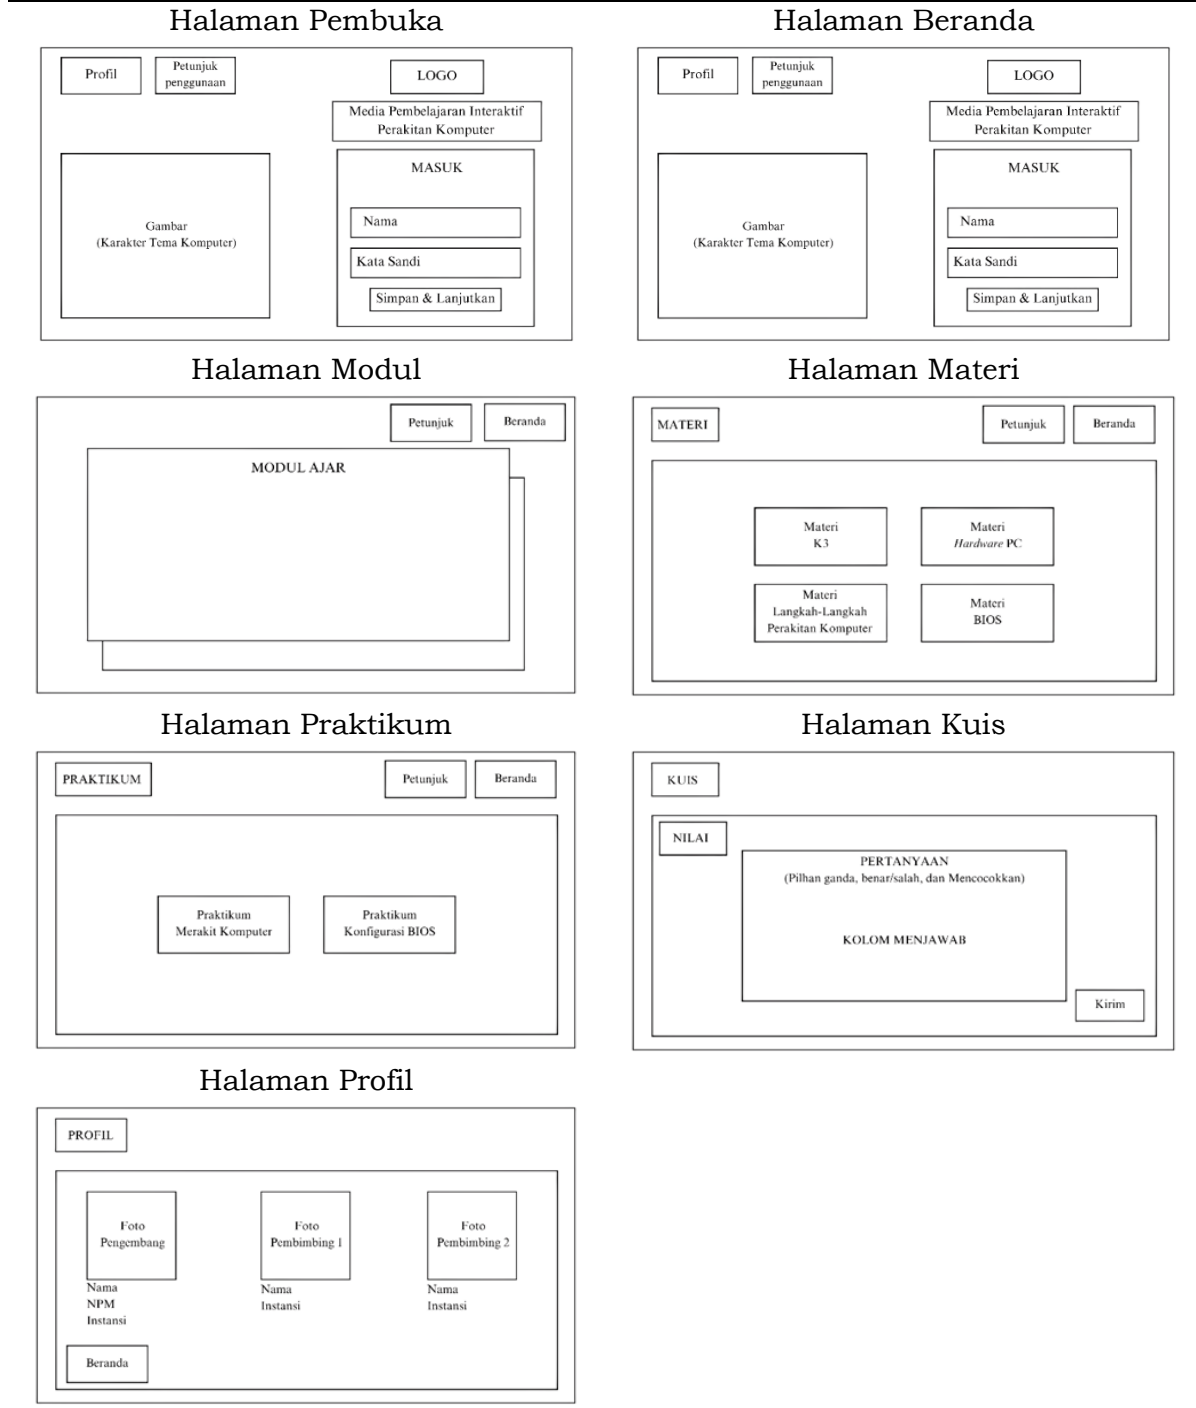 Halaman Pembuka
Profil
Petunjuk
penggunaan
LOGO
Media Pembelajaran Interaktif
Perakitan Komputer
Gambar
(Karakter Tema Komputer)
MASUK
Nama
Kata Sandi
Simpan & Lanjutkan
Halaman Beranda
Profil
Petunjuk
penggunaan
LOGO
Media Pembelajaran Interaktif
Perakitan Komputer
Gambar
(Karakter Tema Komputer)
MASUK
Nama
Kata Sandi
Simpan & Lanjutkan
Halaman Modul
Petunjuk
Beranda
MODUL AJAR
Halaman Materi
MATERI
Petunjuk
Beranda
Materi
K3
Materi
Hardware PC
Materi
Langkah-Langkah
Perakitan Komputer
Materi
BIOS
Halaman Praktikum
PRAKTIKUM
Petunjuk
Beranda
Praktikum
Merakit Komputer
Praktikum
Konfigurasi BIOS
Halaman Kuis
KUIS
NILAI
PERTANYAAN
(Pilhan ganda, benar/salah, dan Mencocokkan)
KOLOM MENJAWAB
Kirim
Halaman Profil
PROFIL
Foto
Pengembang
Nama
NPM
Instansi
Foto
Pembimbing 1
Nama
Instansi
Foto
Pembimbing 2
Nama
Instansi
Beranda